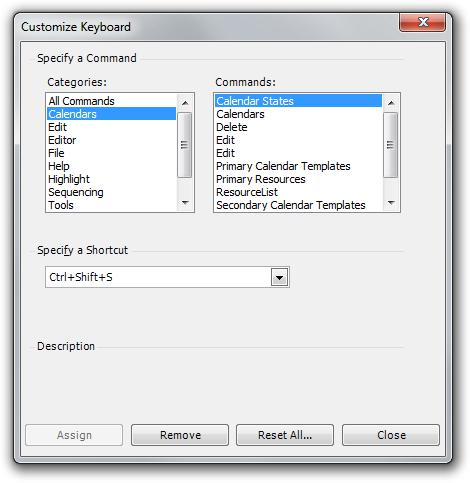 Customize Keyboard
Specify a Command
Categories:
Commands:
All Commands
Calendars
Edit
Editor
File
Help
Highlight
Sequencing
Tools
Calendar States
Calendars
Delete
Edit
Edit
Primary Calendar Templates
Primary Resources
ResourceList
Secondary Calendar Templates
Specify a Shortcut
Ctrl+Shift+S
Description
Assign
Remove
Reset All...
Close